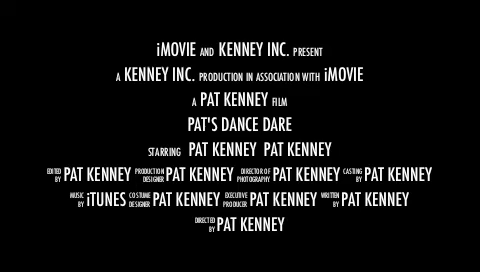 iMOVIE AND KENNEY INC. PRESENT
A KENNEY INC. PRODUCTION IN ASSOCIATION WITH iMOVIE
A PAT KENNEY FILM
PAT'S DANCE DARE
STARRING PAT KENNEY PAT KENNEY
EDITED BY PAT KENNEY PRODUCTION DESIGNER PAT KENNEY DIRECTOR OF PHOTOGRAPHY PAT KENNEY CASTING BY PAT KENNEY
MUSIC BY iTUNES COSTUME DESIGNER PAT KENNEY EXECUTIVE PRODUCER PAT KENNEY WRITTEN BY PAT KENNEY
DIRECTED BY PAT KENNEY